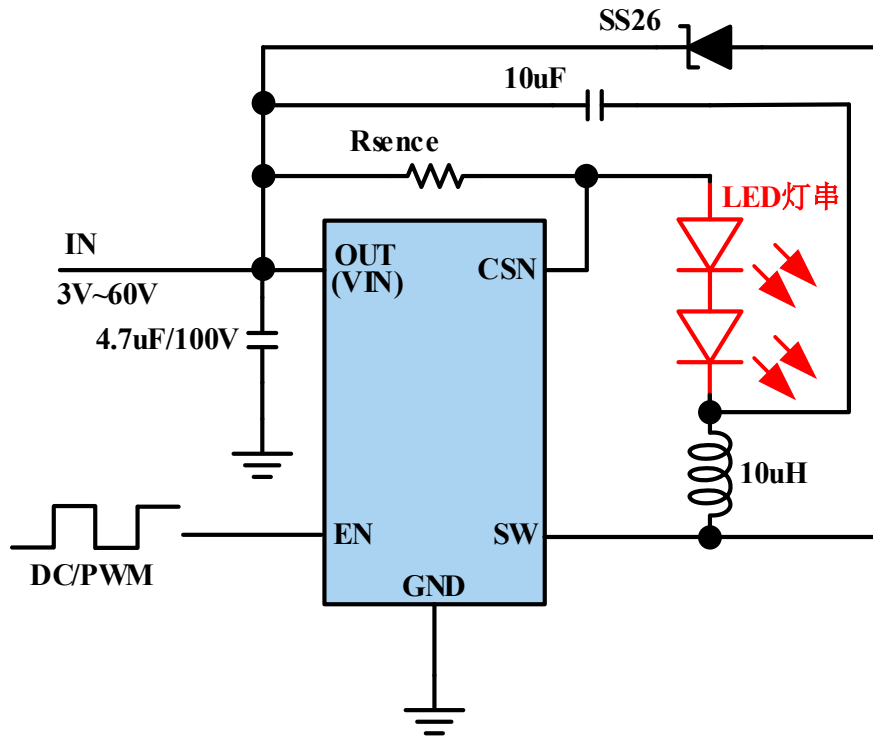 SS26
10uF
Rsence
LED灯串
IN
OUT
(VIN)
CSN
3V~60V
4.7uF/100V
10uH
EN
SW
DC/PWM
GND